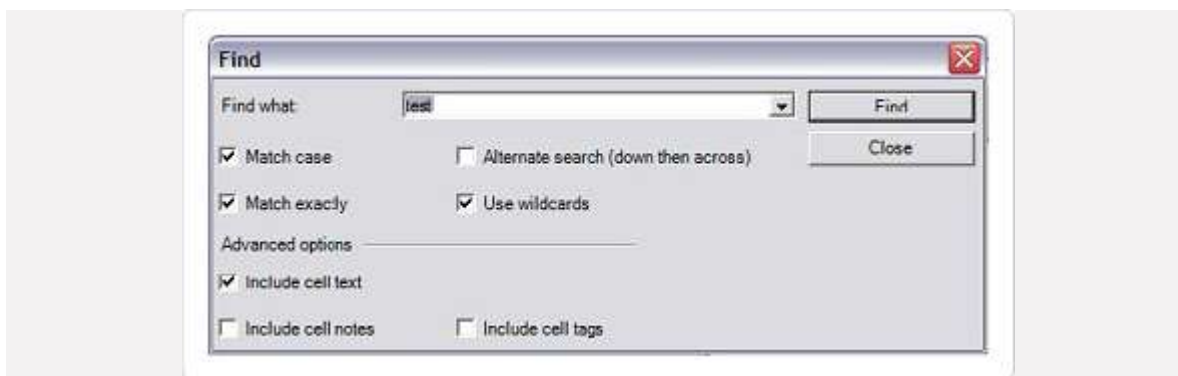 Find
Find what: test Find
Close
Match case Alternate search (down then across)
Match exactly Use wildcards
Advanced options
Include cell text
Include cell notes Include cell tags